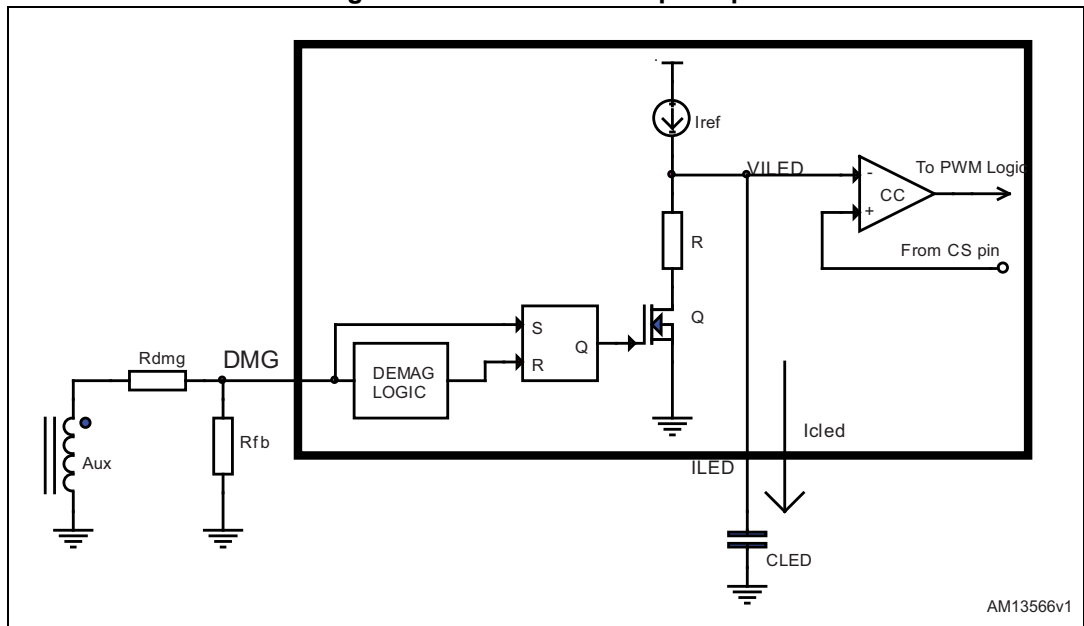 Iref
VILED
To PWM Logic
-
CC
+
From CS pin
R
Q
S
Q
R
Rdmg
DMG
DEMAG
LOGIC
Rfb
Aux
Icled
ILED
CLED
AM13566v1